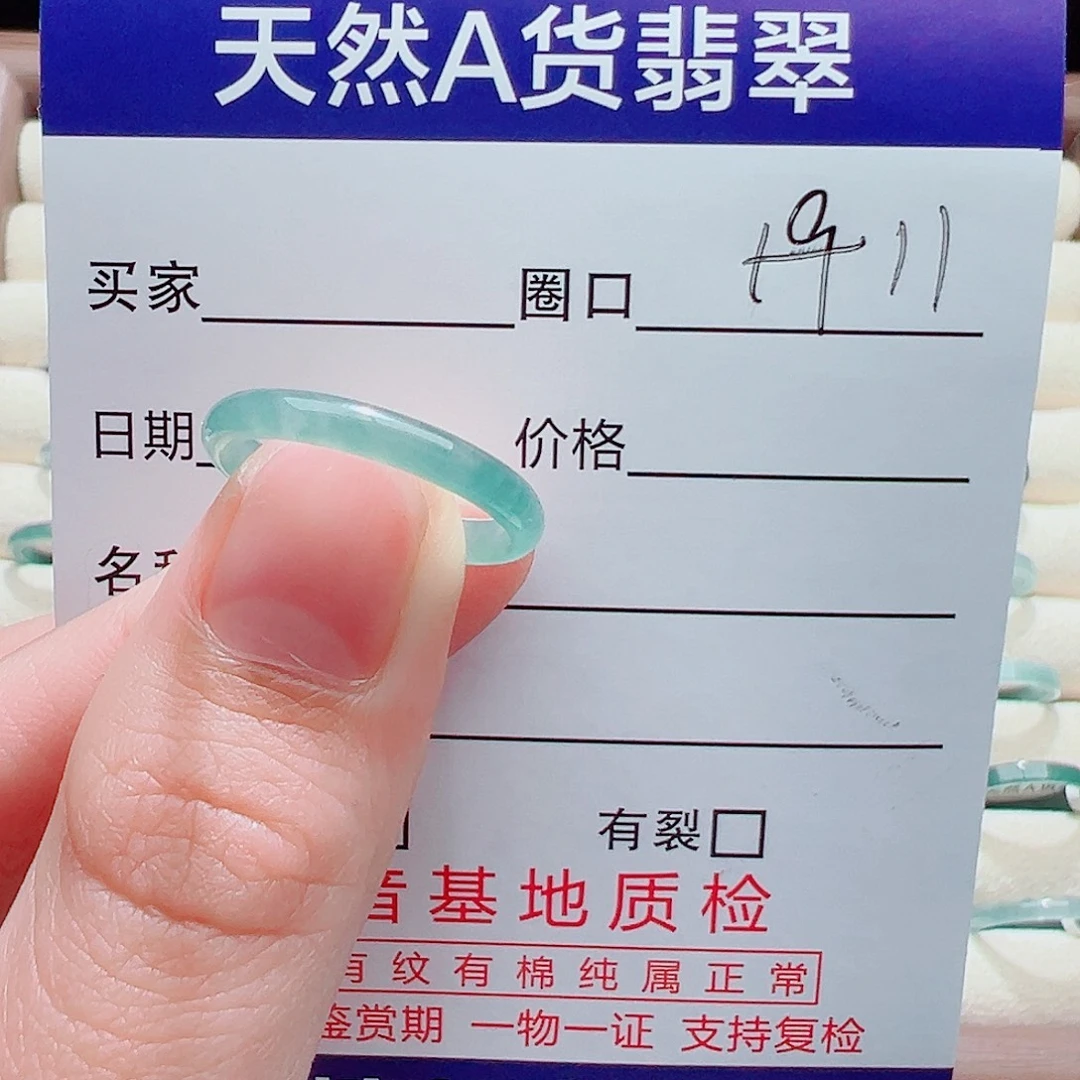 天然A货翡翠
买家 圈口 11
日期 价格
名
有裂
基地质检
有纹有棉纯属正常
鉴赏期 一物一证 支持复检